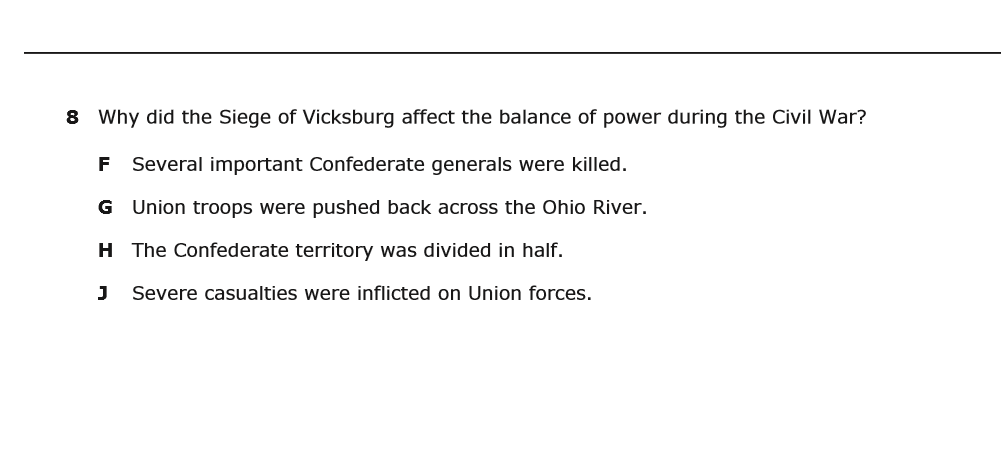 8 Why did the Siege of Vicksburg affect the balance of power during the Civil War?
F Several important Confederate generals were killed.
G Union troops were pushed back across the Ohio River.
H The Confederate territory was divided in half.
J Severe casualties were inflicted on Union forces.